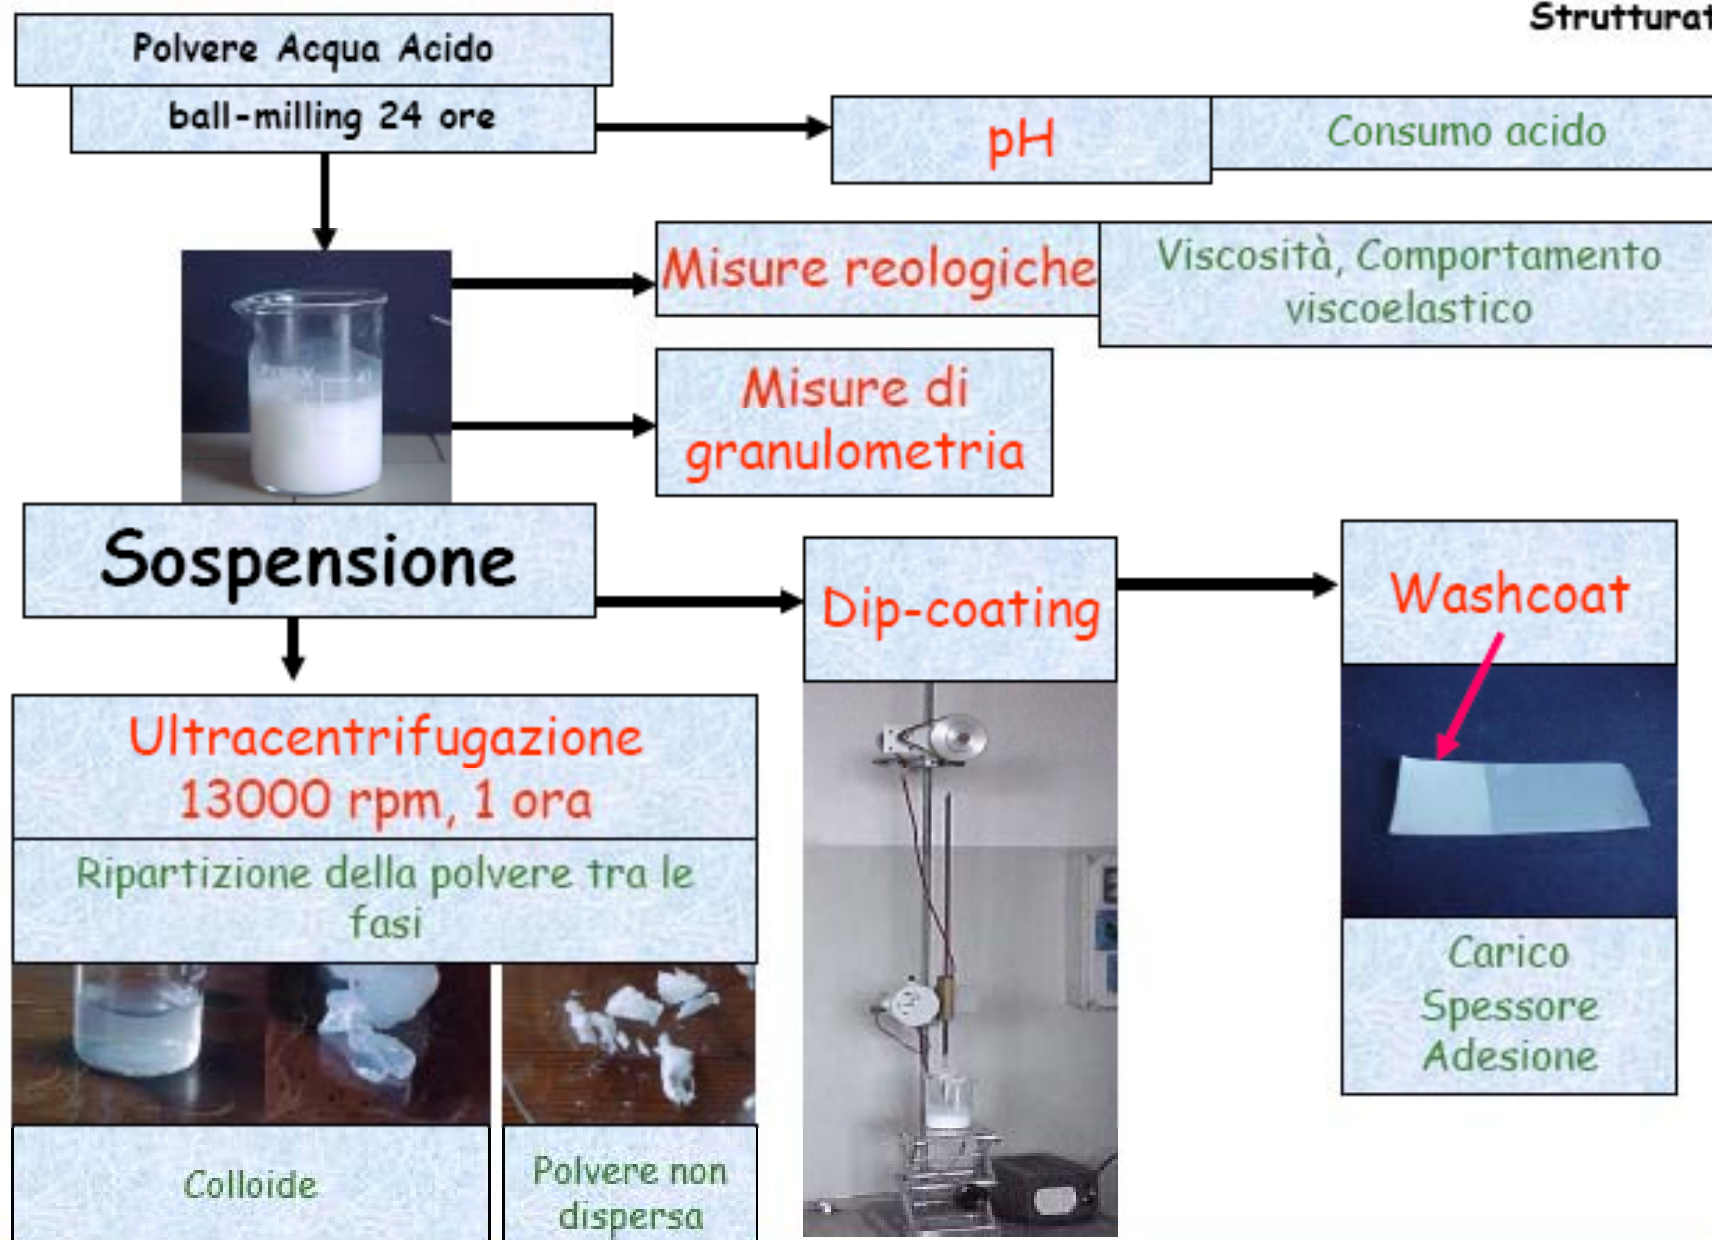 Polvere Acqua Acido
ball-milling 24 ore
pH
Consumo acido
Misure reologiche
Viscosità, Comportamento
viscoelastico
Misure di
granulometria
Sospensione
Dip-coating
Washcoat
Ultracentrifugazione
13000 rpm, 1 ora
Ripartizione della polvere tra le
fasi
Carico
Spessore
Adesione
Colloide
Polvere non
dispersa